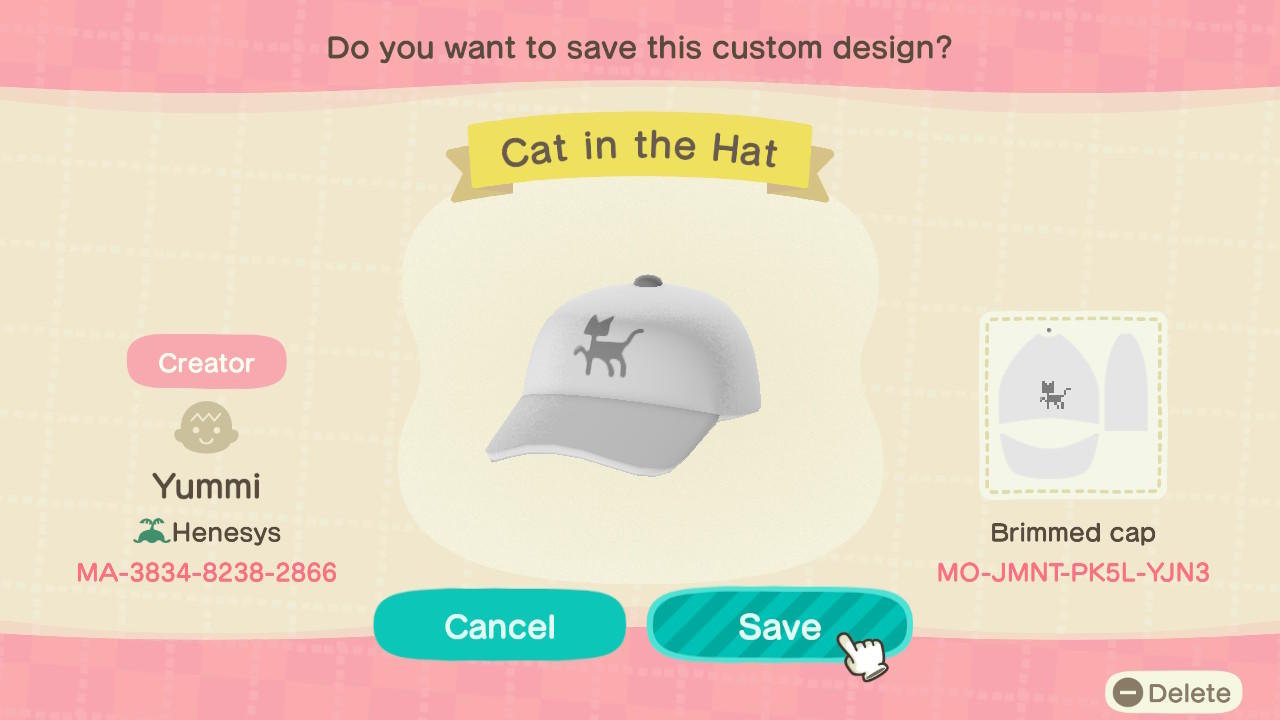 Do you want to save this custom design?
Cat in the Hat
Creator
Yummi
Henesys
MA-3834-8238-2866
Brimmed cap
MO-JMNT-PK5L-YJN3
Cancel
Save
Delete